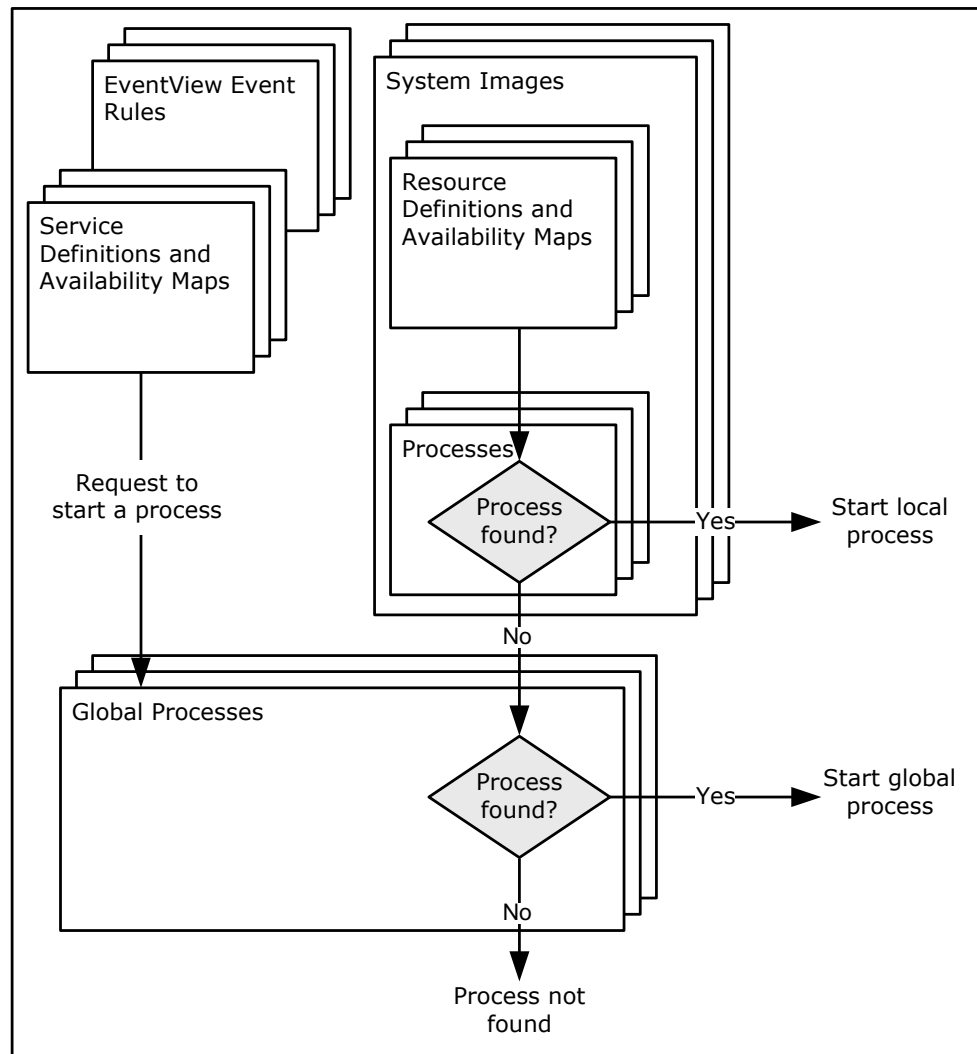 EventView Event
Rules
Service
Definitions and
Availability Maps
System Images
Resource
Definitions and
Availability Maps
Request to
start a process
Processes
Process
found?
Yes
Start local
process
No
Global Processes
Process
found?
Yes
Start global
process
No
Process not
found